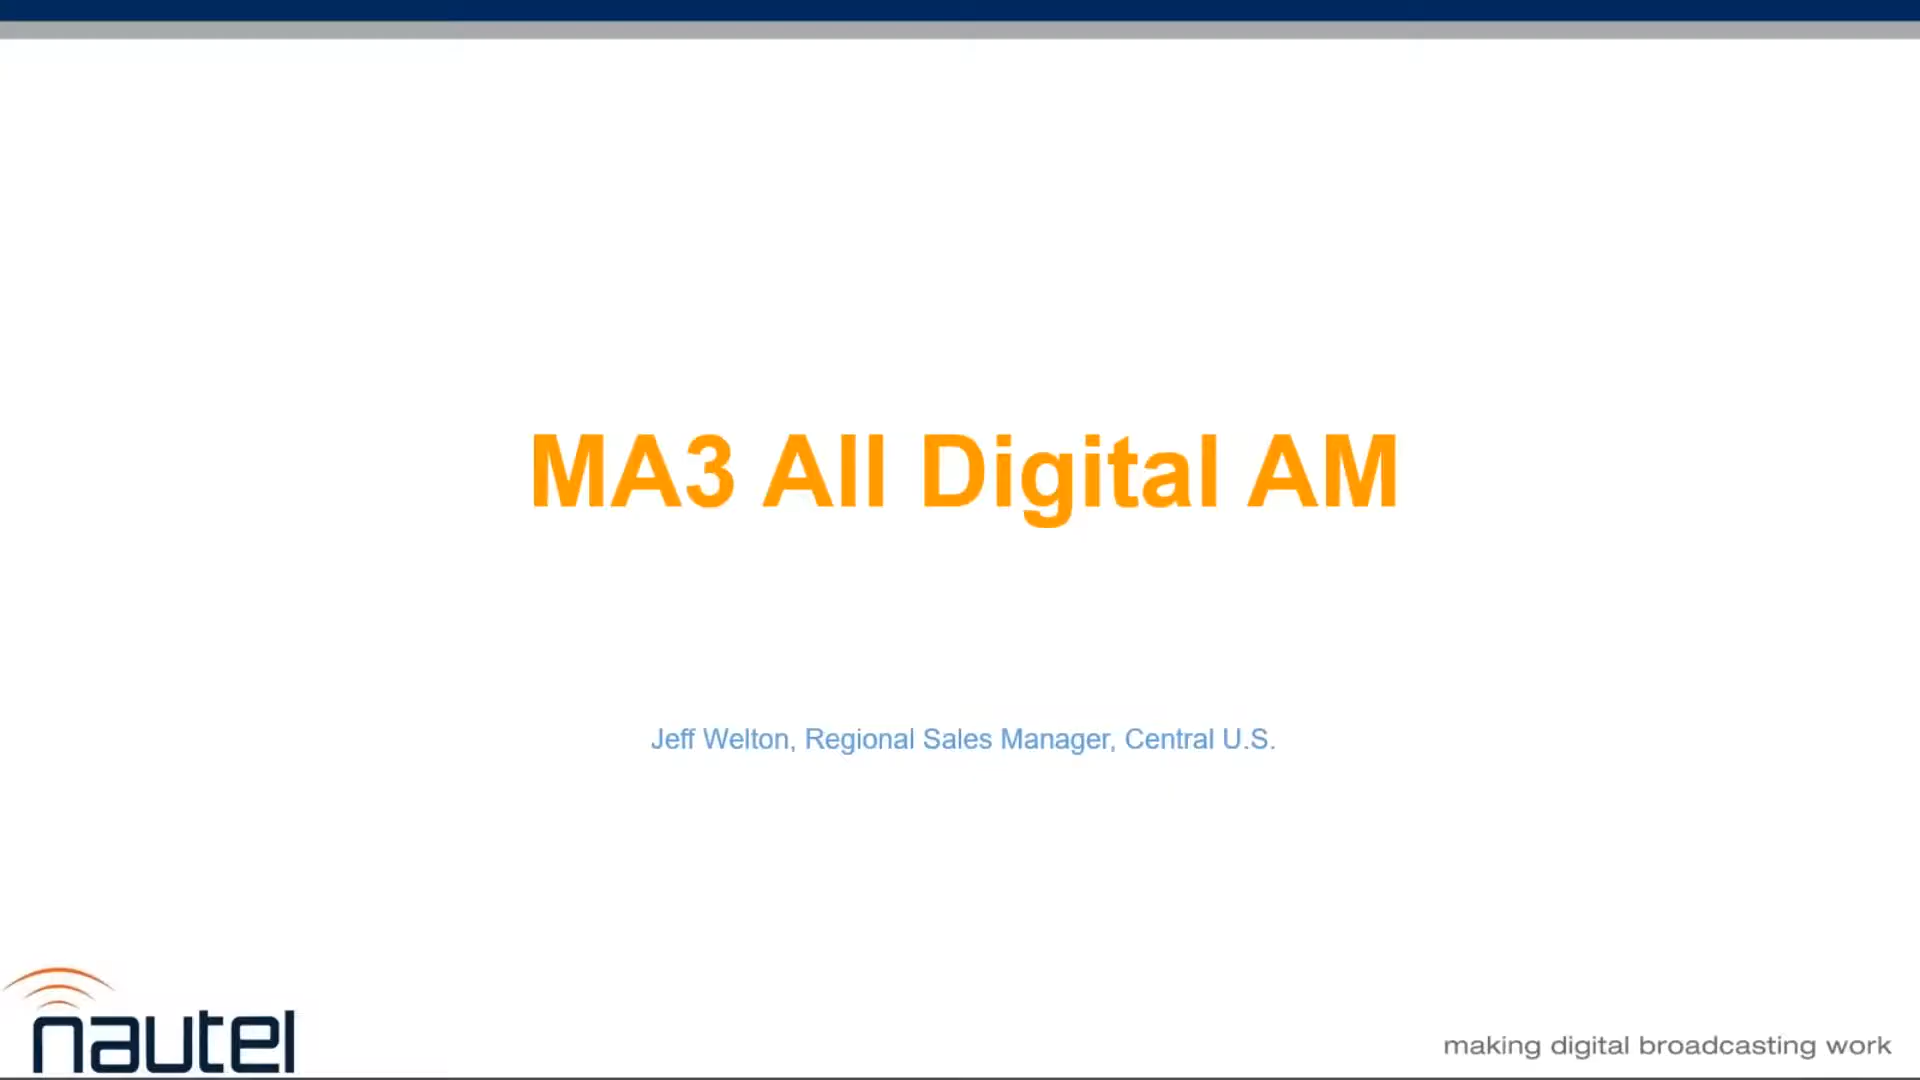 MA3 All Digital AM
Jeff Welton, Regional Sales Manager, Central U.S.
nautel
making digital broadcasting work